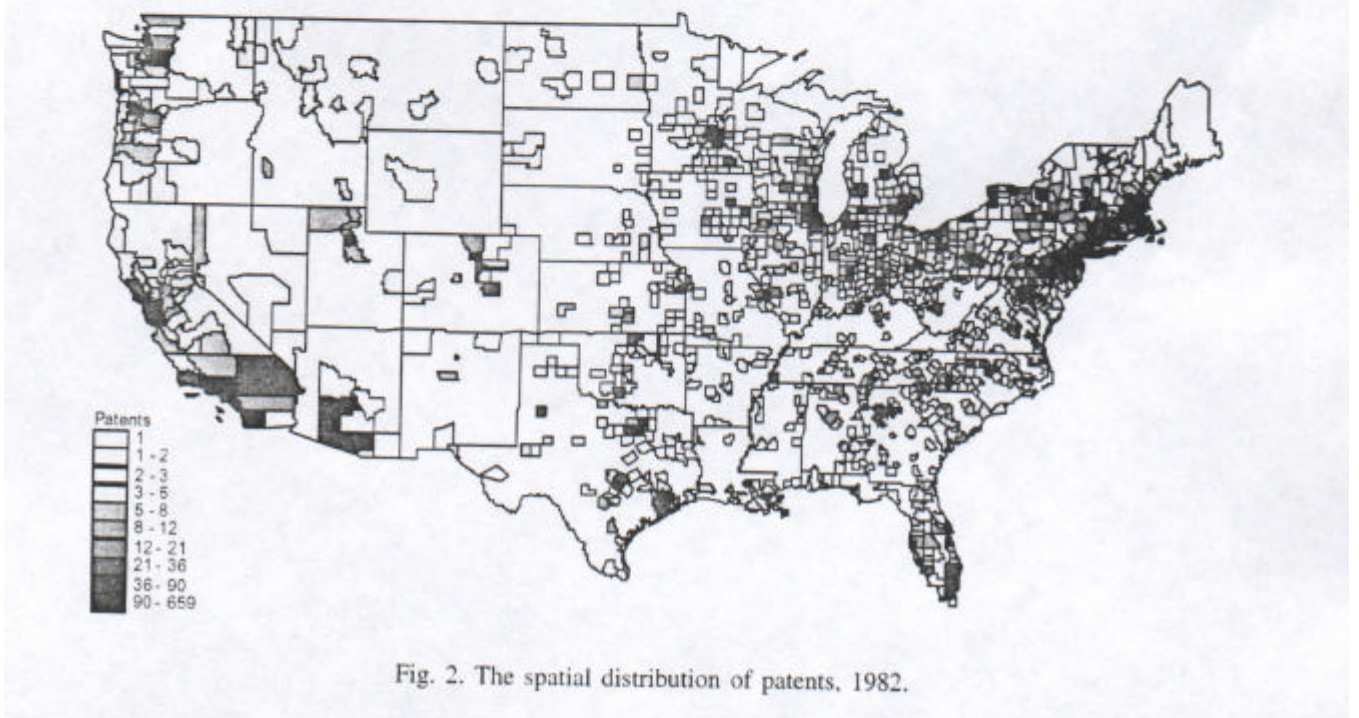 Patents
1
1 - 2
2 - 3
3 - 6
5 - 8
8 - 12
12 - 21
21 - 36
36 - 90
90 - 659
Fig. 2. The spatial distribution of patents, 1982.